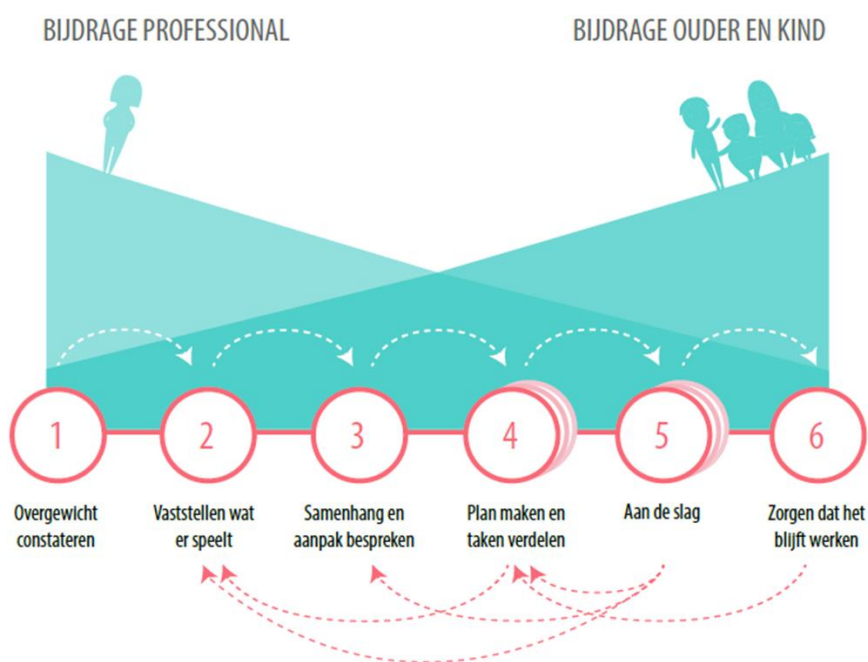 BIJDRAGE PROFESSIONAL
BIJDRAGE OUDER EN KIND
1
2
3
4
5
6
Overgewicht
constateren
Vaststellen wat
er speelt
Samenhang en
aanpak bespreken
Plan maken en
taken verdelen
Aan de slag
Zorgen dat het
blijft werken